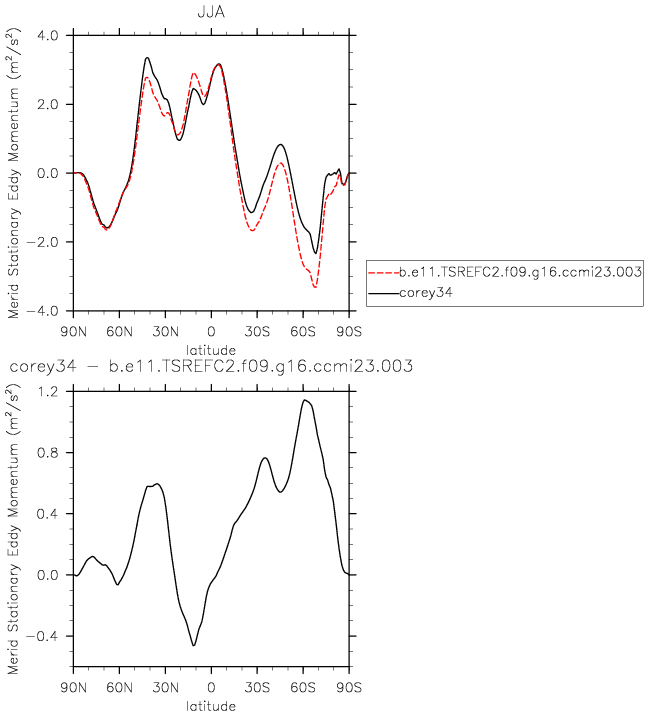 JJA
Merid Stationary Eddy Momentum (m²/s²)
4.0
2.0
0.0
−2.0
−4.0
90N 60N 30N 0 30S 60S 90S
latitude
b.e11.TSREFC2.f09.g16.ccmi23.003
corey34
corey34 − b.e11.TSREFC2.f09.g16.ccmi23.003
Merid Stationary Eddy Momentum (m²/s²)
1.2
0.8
0.4
0.0
−0.4
90N 60N 30N 0 30S 60S 90S
latitude